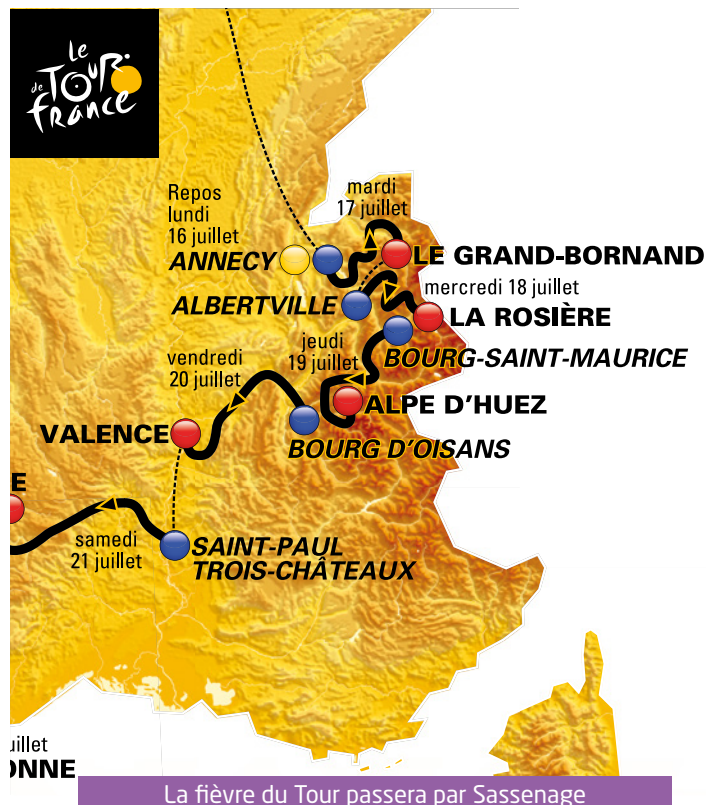 Le
de TOUR
france
Repos
lundi
16 juillet
mardi
17 juillet
ANNECY
LE GRAND-BORNAND
mercredi 18 juillet
ALBERTVILLE
LA ROSIÈRE
jeudi
19 juillet
BOURG-SAINT-MAURICE
vendredi
20 juillet
ALPE D'HUEZ
VALENCE
BOURG D'OISANS
E
samedi
21 juillet
SAINT-PAUL
TROIS-CHÂTEAUX
uillet
ONNE
La fièvre du Tour passera par Sassenage